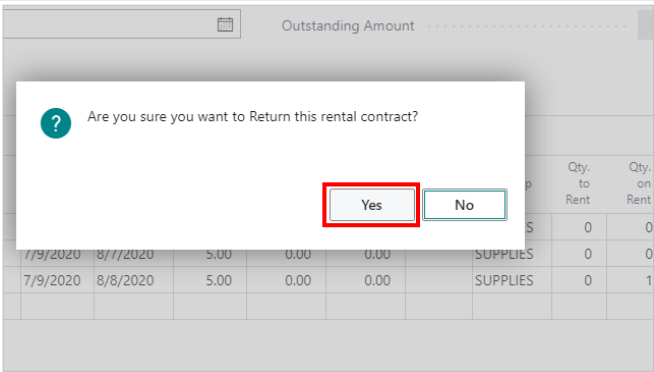 Outstanding Amount
Are you sure you want to Return this rental contract?
Yes No
Qty. to Rent Qty. on Rent
p
S 0 0
7/9/2020 8/7/2020 5.00 0.00 0.00 SUPPLIES 0 0
7/9/2020 8/8/2020 5.00 0.00 0.00 SUPPLIES 0 1